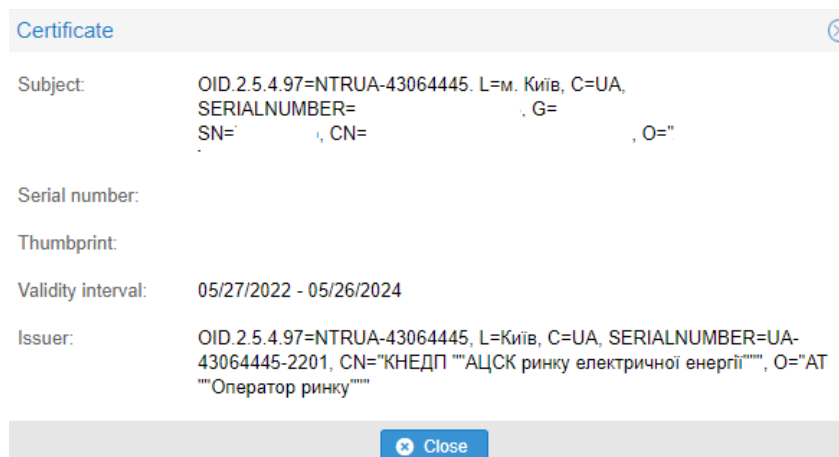 Certificate
Subject: OID.2.5.4.97=NTRUA-43064445. L=м. Київ, C=UA,
SERIALNUMBER= , G=
SN= , CN= , O="
Serial number:
Thumbprint:
Validity interval: 05/27/2022 - 05/26/2024
Issuer: OID.2.5.4.97=NTRUA-43064445, L=Київ, C=UA, SERIALNUMBER=UA-
43064445-2201, CN="КНЕДП ""АЦСК ринку електричної енергії""", O="АТ
""Оператор ринку"""
Close